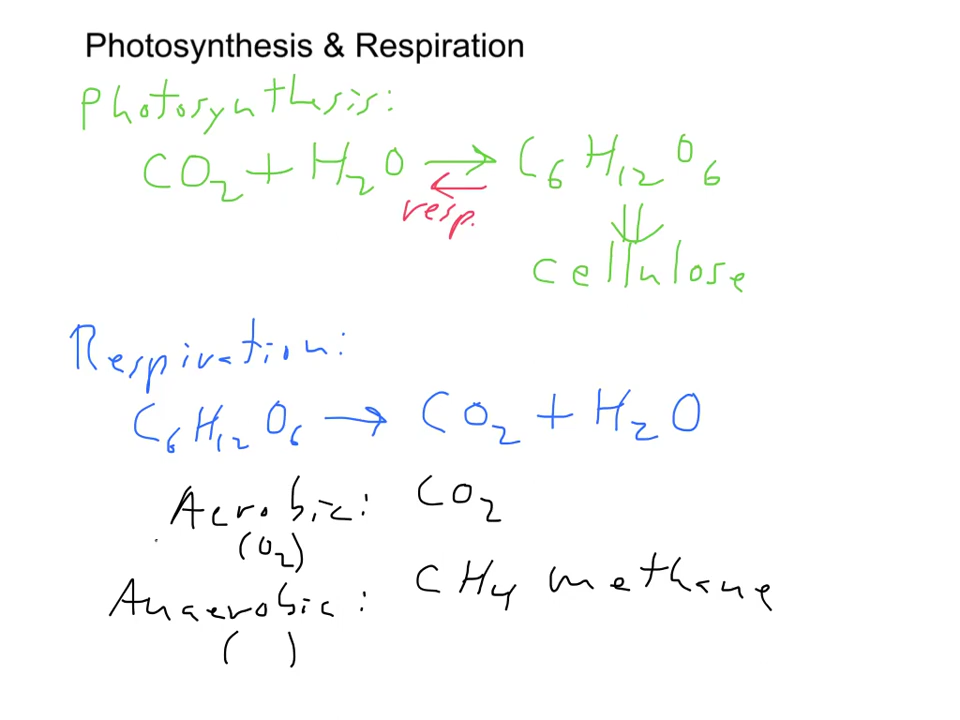 Photosynthesis & Respiration
Photosynthesis:
CO₂ + H₂O ⇄ C₆H₁₂O₆
resp.
⇓
cellulose
Respiration:
C₆H₁₂O₆ → CO₂ + H₂O
Aerobic: CO₂
(O₂)
Anaerobic: CH₄ methane
( )